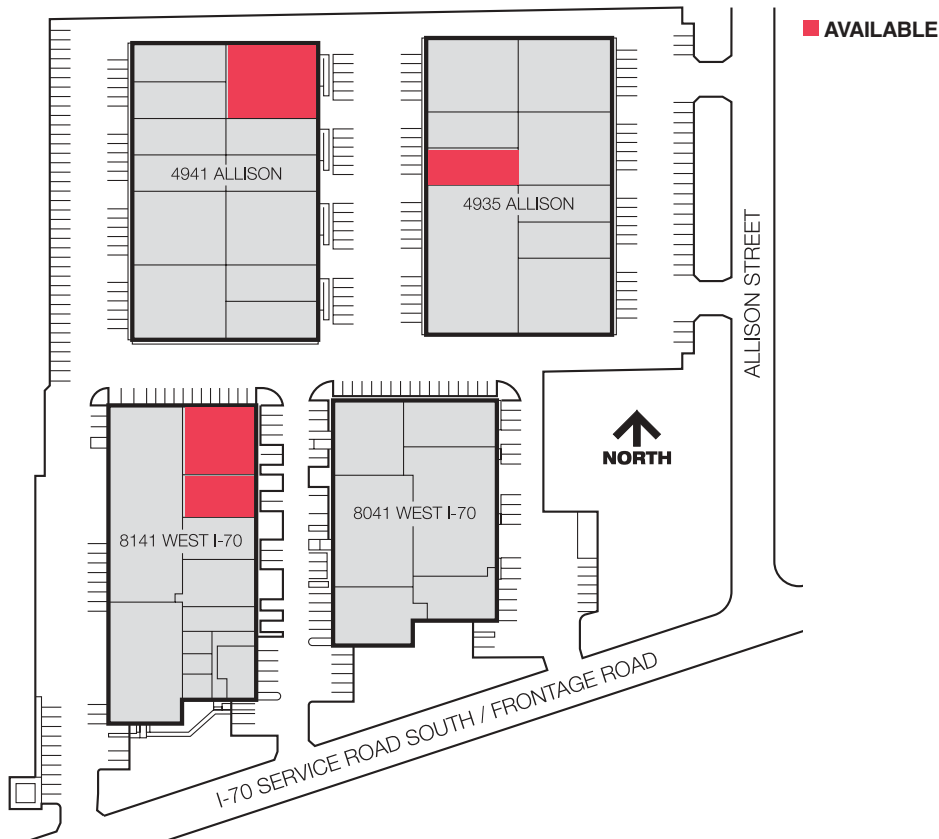 AVAILABLE
4941 ALLISON
4935 ALLISON
ALLISON STREET
NORTH
8041 WEST I-70
8141 WEST I-70
I-70 SERVICE ROAD SOUTH / FRONTAGE ROAD